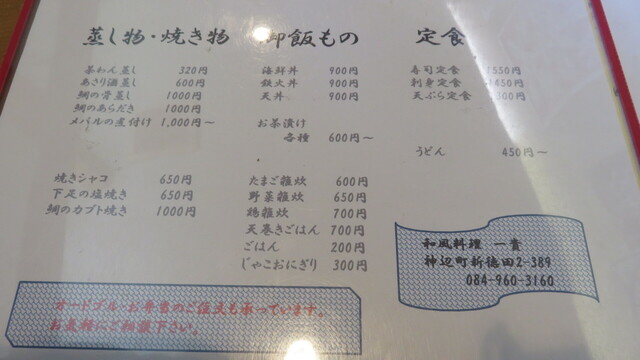 蒸し物・焼き物
茶わん蒸し 320円
あさり酒蒸し 600円
鯛の骨蒸し 1000円
鯛のあらだき 1000円
メバルの煮付け 1,000円~
焼きシャコ 650円
下足の塩焼き 650円
鯛のカブト焼き 1000円
御飯もの
海鮮丼 900円
鉄火丼 900円
天丼 900円
お茶漬け
各種 600円~
たまご雑炊 600円
野菜雑炊 650円
鶏雑炊 700円
天巻きごはん 700円
ごはん 200円
じゃこおにぎり 300円
定食
寿司定食 1550円
刺身定食 1450円
天ぷら定食 300円
うどん 450円~
和風料理 一音
神辺町新徳田2-389
084-960-3160
オードブル・お弁当のご注文も承っています。
お気軽にご相談下さい。